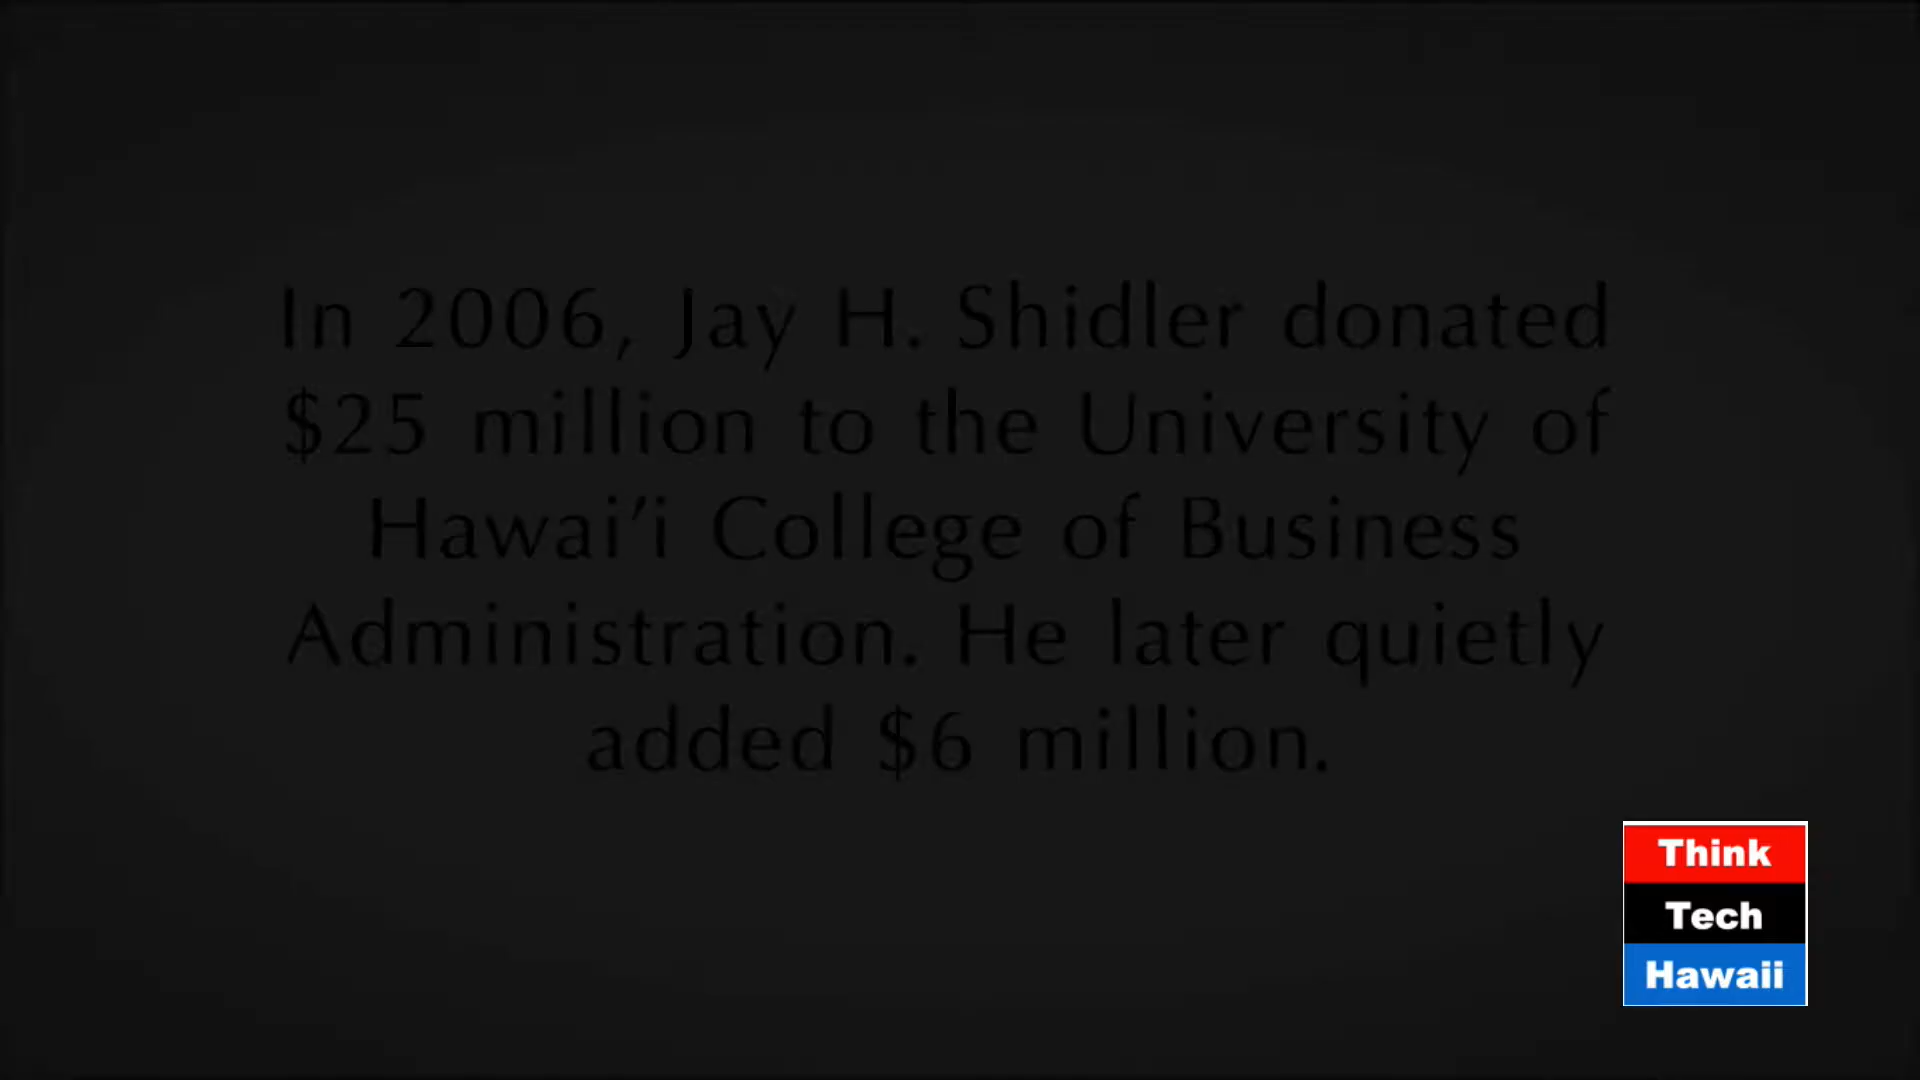 In 2006, Jay H. Shidler donated
$25 million to the University of
Hawai’i College of Business
Administration. He later quietly
added $6 million.
Think
Tech
Hawaii